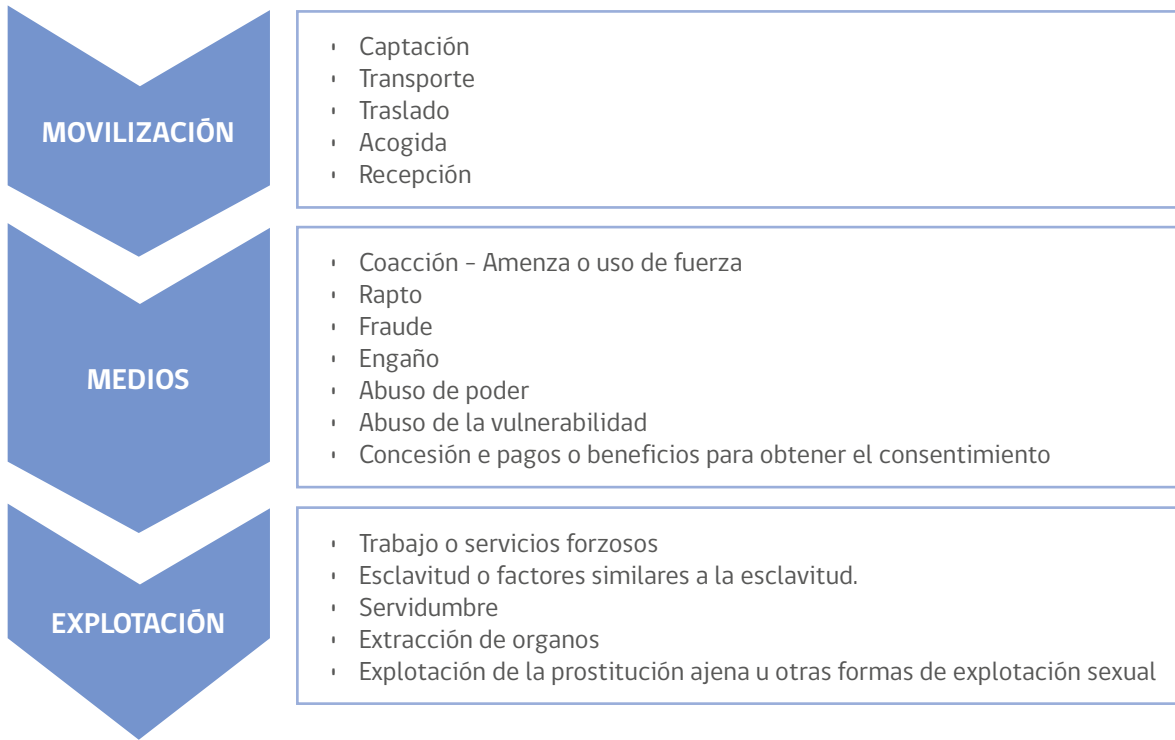 MOVILIZACIÓN
Captación
Transporte
Traslado
Acogida
Recepción
MEDIOS
Coacción – Amenza o uso de fuerza
Rapto
Fraude
Engaño
Abuso de poder
Abuso de la vulnerabilidad
Concesión e pagos o beneficios para obtener el consentimiento
EXPLOTACIÓN
Trabajo o servicios forzosos
Esclavitud o factores similares a la esclavitud.
Servidumbre
Extracción de organos
Explotación de la prostitución ajena u otras formas de explotación sexual